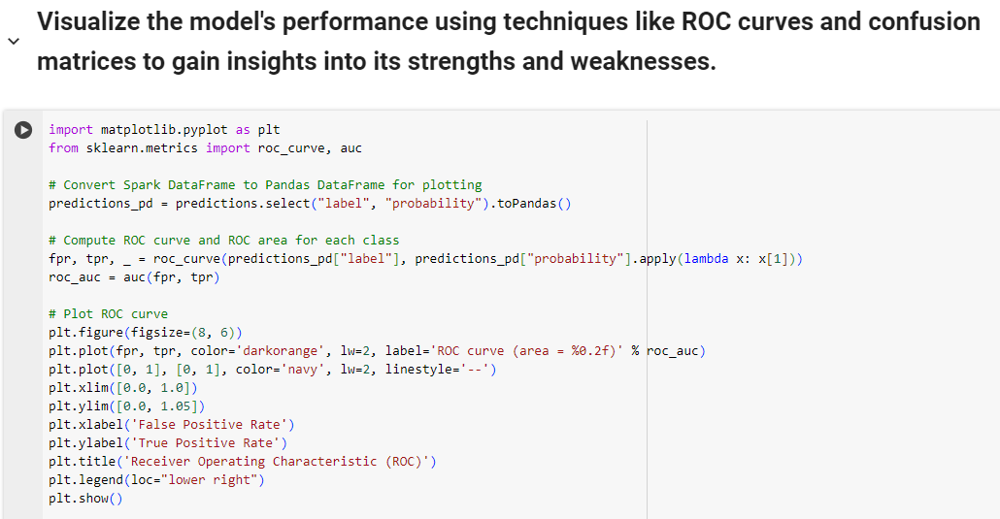 Visualize the model's performance using techniques like ROC curves and confusion
matrices to gain insights into its strengths and weaknesses.
import matplotlib.pyplot as plt
from sklearn.metrics import roc_curve, auc
# Convert Spark DataFrame to Pandas DataFrame for plotting
predictions_pd = predictions.select("label", "probability").toPandas()
# Compute ROC curve and ROC area for each class
fpr, tpr, _ = roc_curve(predictions_pd["label"], predictions_pd["probability"].apply(lambda x: x[1]))
roc_auc = auc(fpr, tpr)
# Plot ROC curve
plt.figure(figsize=(8, 6))
plt.plot(fpr, tpr, color='darkorange', lw=2, label='ROC curve (area = %0.2f)' % roc_auc)
plt.plot([0, 1], [0, 1], color='navy', lw=2, linestyle='--')
plt.xlim([0.0, 1.0])
plt.ylim([0.0, 1.05])
plt.xlabel('False Positive Rate')
plt.ylabel('True Positive Rate')
plt.title('Receiver Operating Characteristic (ROC)')
plt.legend(loc="lower right")
plt.show()